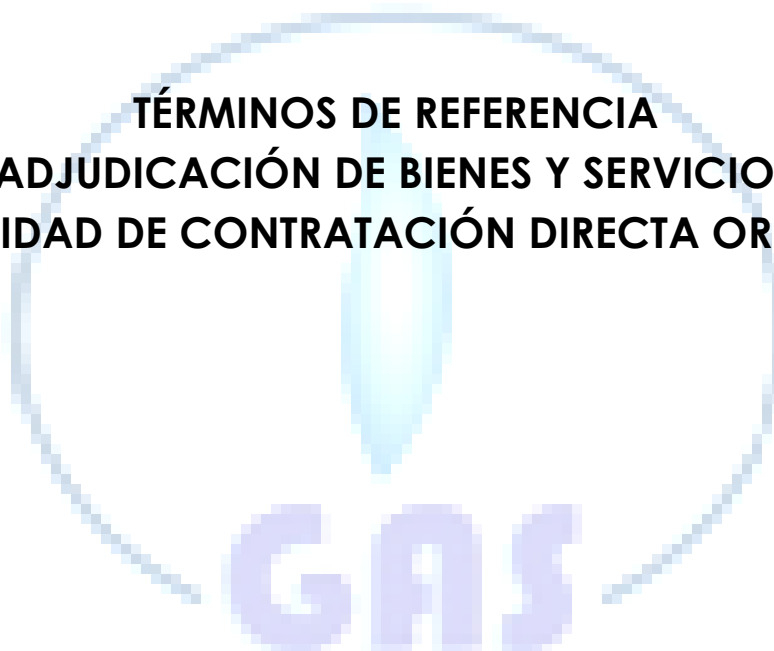 TÉRMINOS DE REFERENCIA
ADJUDICACIÓN DE BIENES Y SERVICIO
IDAD DE CONTRATACIÓN DIRECTA OR
GAS